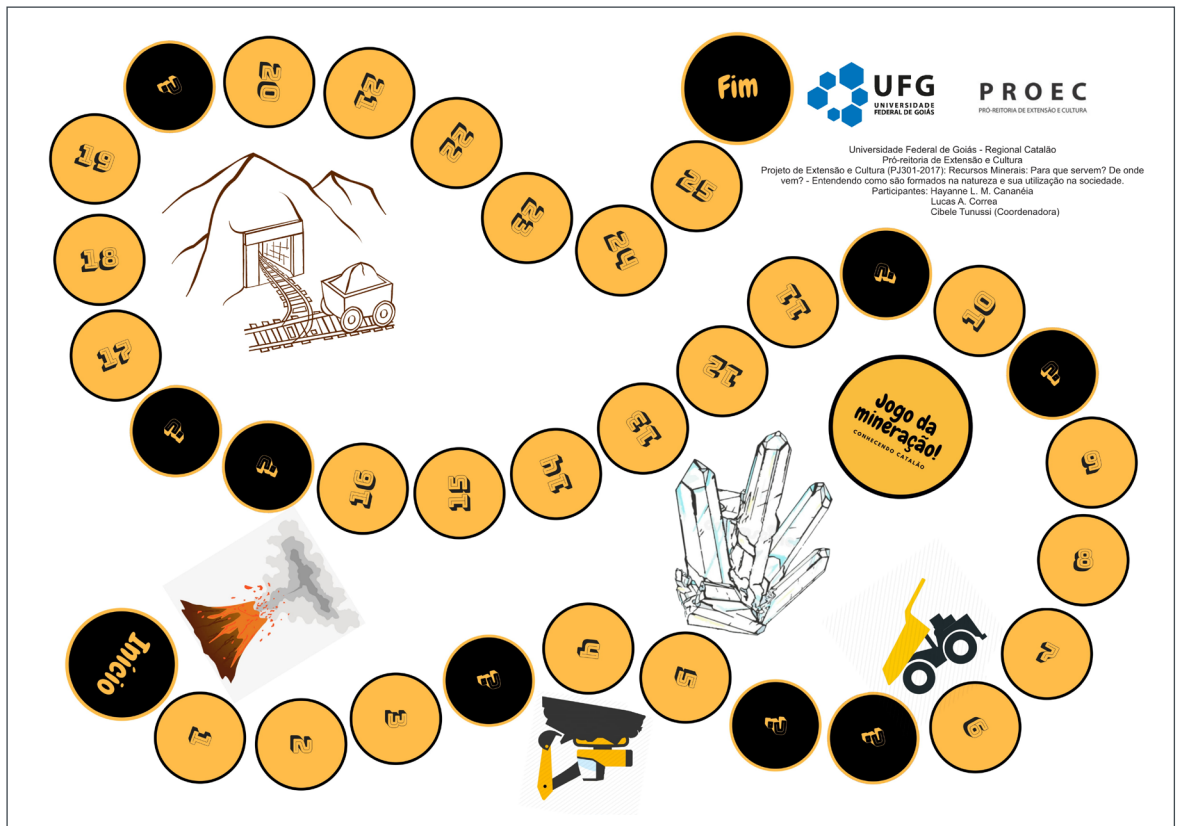 UFG
UNIVERSIDADE
FEDERAL DE GOIÁS
PROEC
PRÓ-REITORIA DE EXTENSÃO E CULTURA
Universidade Federal de Goiás - Regional Catalão
Pró-reitoria de Extensão e Cultura
Projeto de Extensão e Cultura (PJ301-2017): Recursos Minerais: Para que servem? De onde
vem? - Entendendo como são formados na natureza e sua utilização na sociedade.
Participantes: Hayanne L. M. Cananéia
Lucas A. Correa
Cibele Tunussi (Coordenadora)
Jogo da
mineração!
CONHECENDO CATALÃO
Início
1
2
3
4
5
6
7
8
9
10
11
12
13
14
15
16
17
18
19
20
21
22
23
24
25
Fim